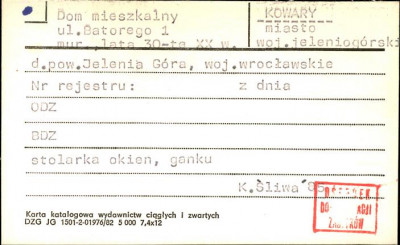 Dom mieszkalny
ul.Batorego 1
mur.,lata 30-te XX w.
KOWARY
miasto
woj.jeleniogórskie
d.pow.Jelenia Góra, woj.wrocławskie
Nr rejestru: z dnia
ODZ
BDZ
stolarka okien, ganku
K.Śliwa 85
Karta katalogowa wydawnictw ciągłych i zwartych
DZG JG 1501-2-01976/82 5 000 7,4x12